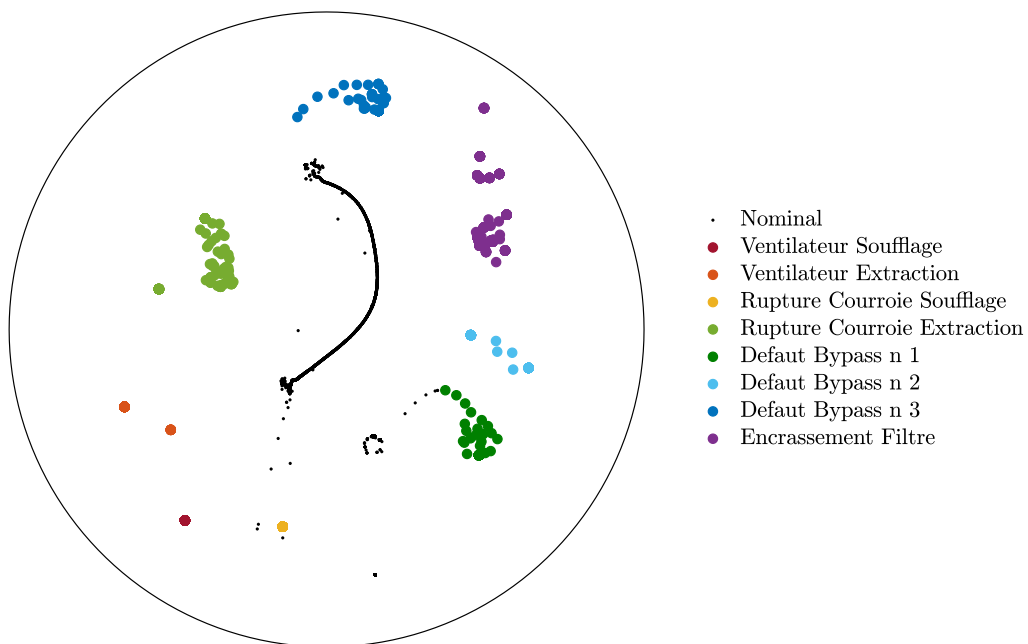 Nominal
Ventilateur Soufflage
Ventilateur Extraction
Rupture Courroie Soufflage
Rupture Courroie Extraction
Defaut Bypass n 1
Defaut Bypass n 2
Defaut Bypass n 3
Encrassement Filtre